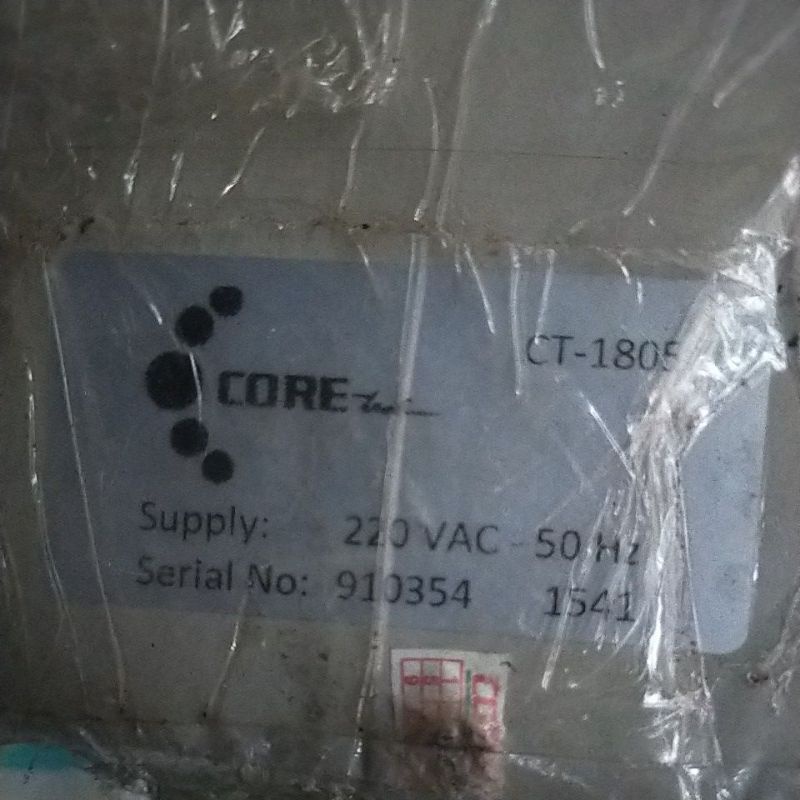 CT-1805
CORE
Supply: 220 VAC - 50 Hz
Serial No: 910354 1541